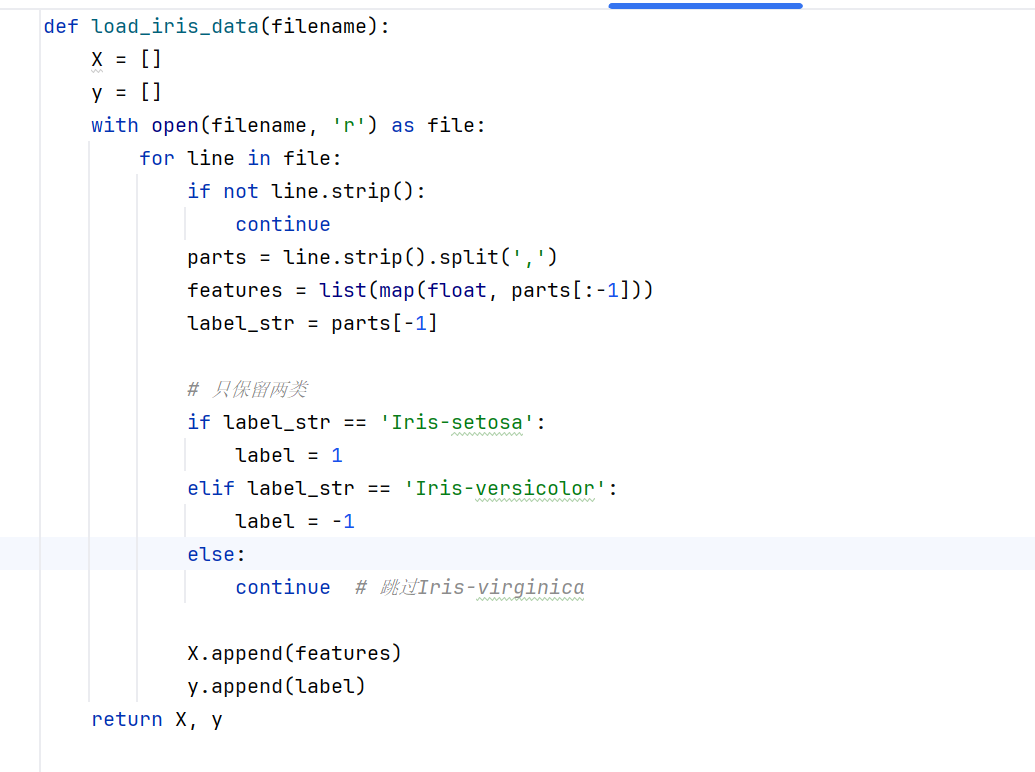 def load_iris_data(filename):
    X = []
    y = []
    with open(filename, 'r') as file:
        for line in file:
            if not line.strip():
                continue
            parts = line.strip().split(',')
            features = list(map(float, parts[:-1]))
            label_str = parts[-1]

            # 只保留两类
            if label_str == 'Iris-setosa':
                label = 1
            elif label_str == 'Iris-versicolor':
                label = -1
            else:
                continue  # 跳过Iris-virginica

            X.append(features)
            y.append(label)
    return X, y